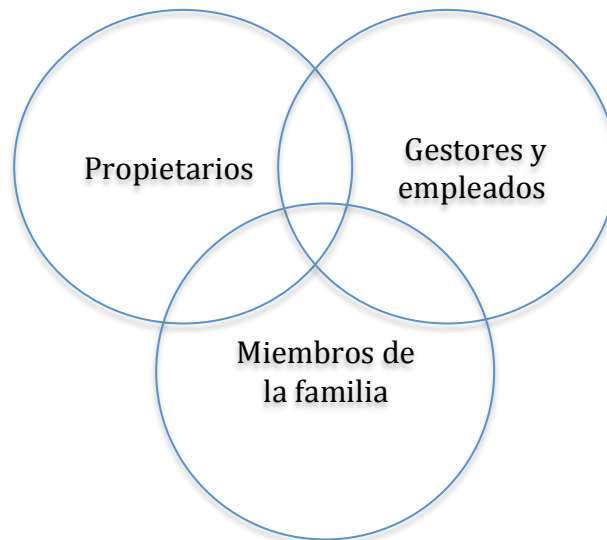 Propietarios
Gestores y
empleados
Miembros de
la familia